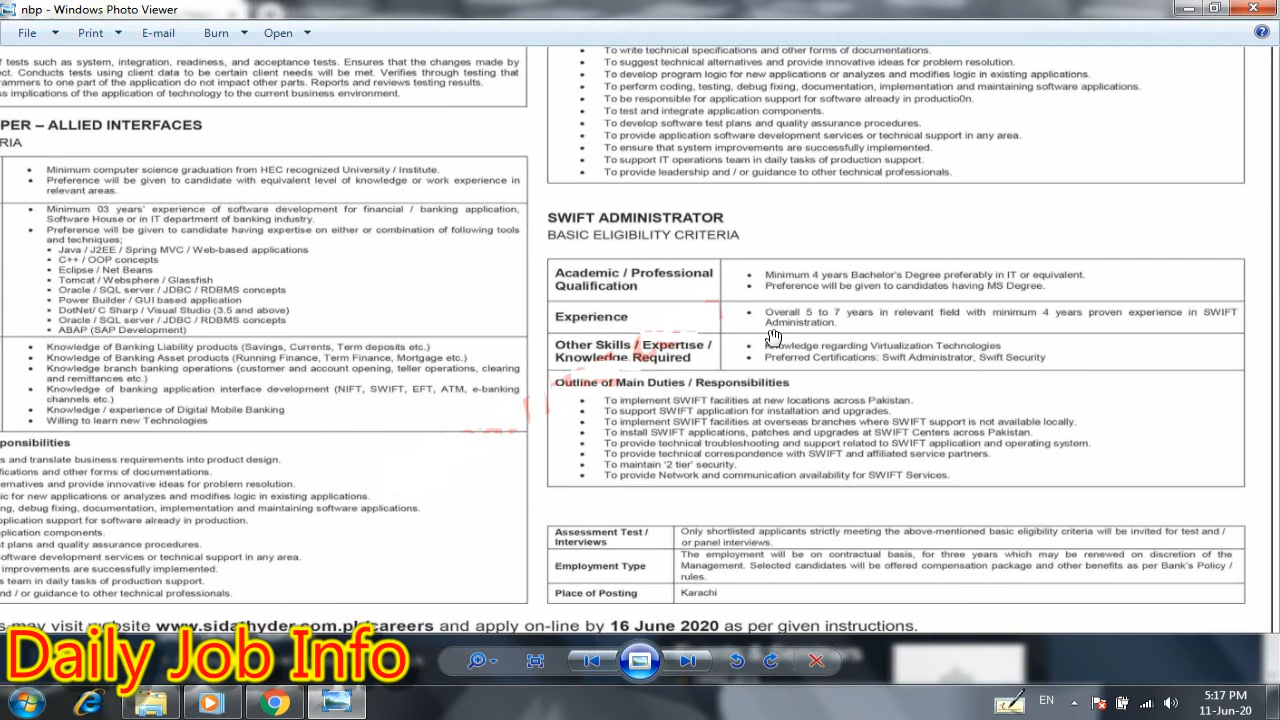 nbp - Windows Photo Viewer
File Print E-mail Burn Open
f tests such as system, integration, readiness, and acceptance tests. Ensures that the changes made by
ct. Conducts tests using client data to be certain client needs will be met. Verifies through testing that
rammers to one part of the application do not impact other parts. Reports and reviews testing results.
ss implications of the application of technology to the current business environment.
PER – ALLIED INTERFACES
RIA
• Minimum computer science graduation from HEC recognized University / Institute.
• Preference will be given to candidate with equivalent level of knowledge or work experience in
relevant areas.
• Minimum 03 years' experience of software development for financial / banking application,
Software House or in IT department of banking industry.
• Preference will be given to candidate having expertise on either or combination of following tools
and techniques;
• Java / J2EE / Spring MVC / Web-based applications
• C++ / OOP concepts
• Eclipse / Net Beans
• Tomcat / Websphere / Glassfish
• Oracle / SQL server / JDBC / RDBMS concepts
• Power Builder / GUI based application
• DotNet/ C Sharp / Visual Studio (3.5 and above)
• Oracle / SQL server / JDBC / RDBMS concepts
• ABAP (SAP Development)
• Knowledge of Banking Liability products (Savings, Currents, Term deposits etc.)
• Knowledge of Banking Asset products (Running Finance, Term Finance, Mortgage etc.)
• Knowledge branch banking operations (customer and account opening, teller operations, clearing
and remittances etc.)
• Knowledge of banking application interface development (NIFT, SWIFT, EFT, ATM, e-banking
channels etc.)
• Knowledge / experience of Digital Mobile Banking
• Willing to learn new Technologies
ponsibilities
s and translate business requirements into product design.
ifications and other forms of documentations.
ternatives and provide innovative ideas for problem resolution.
gic for new applications or analyzes and modifies logic in existing applications.
ng, debug fixing, documentation, implementation and maintaining software applications.
pplication support for software already in production.
pplication components.
st plans and quality assurance procedures.
software development services or technical support in any area.
improvements are successfully implemented.
s team in daily tasks of production support.
nd / or guidance to other technical professionals.
• To write technical specifications and other forms of documentations.
• To suggest technical alternatives and provide innovative ideas for problem resolution.
• To develop program logic for new applications or analyzes and modifies logic in existing applications.
• To perform coding, testing, debug fixing, documentation, implementation and maintaining software applications.
• To be responsible for application support for software already in productio0n.
• To test and integrate application components.
• To develop software test plans and quality assurance procedures.
• To provide application software development services or technical support in any area.
• To ensure that system improvements are successfully implemented.
• To support IT operations team in daily tasks of production support.
• To provide leadership and / or guidance to other technical professionals.
SWIFT ADMINISTRATOR
BASIC ELIGIBILITY CRITERIA
Academic / Professional
Qualification
• Minimum 4 years Bachelor's Degree preferably in IT or equivalent.
• Preference will be given to candidates having MS Degree.
Experience
• Overall 5 to 7 years in relevant field with minimum 4 years proven experience in SWIFT
Administration.
Other Skills / Expertise /
Knowledge Required
• Knowledge regarding Virtualization Technologies
• Preferred Certifications: Swift Administrator, Swift Security
Outline of Main Duties / Responsibilities
• To implement SWIFT facilities at new locations across Pakistan.
• To support SWIFT application for installation and upgrades.
• To implement SWIFT facilities at overseas branches where SWIFT support is not available locally.
• To install SWIFT applications, patches and upgrades at SWIFT Centers across Pakistan.
• To provide technical troubleshooting and support related to SWIFT application and operating system.
• To provide technical correspondence with SWIFT and affiliated service partners.
• To maintain '2 tier' security.
• To provide Network and communication availability for SWIFT Services.
Assessment Test /
Interviews
Only shortlisted applicants strictly meeting the above-mentioned basic eligibility criteria will be invited for test and /
or panel interviews.
Employment Type
The employment will be on contractual basis, for three years which may be renewed on discretion of the
Management. Selected candidates will be offered compensation package and other benefits as per Bank's Policy /
rules.
Place of Posting
Karachi
s may visit website www.sidathyder.com.pk/careers and apply on-line by 16 June 2020 as per given instructions.
Daily Job Info
EN
5:17 PM
11-Jun-20